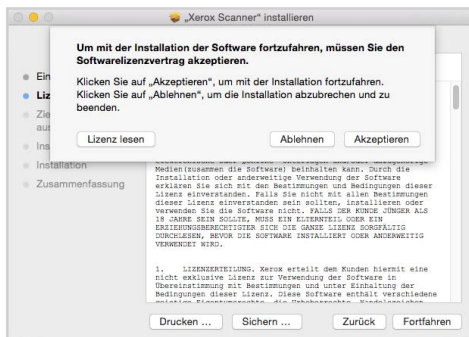 „Xerox Scanner“ installieren
Um mit der Installation der Software fortzufahren, müssen Sie den
Softwarelizenzvertrag akzeptieren.
Klicken Sie auf „Akzeptieren“, um mit der Installation fortzufahren.
Klicken Sie auf „Ablehnen“, um die Installation abzubrechen und zu
beenden.
Lizenz lesen
Ablehnen
Akzeptieren
Ein
Liz
Zie
aus
Ins
Installation
Zusammenfassung
Medien(zusammen die Software) beinhalten kann. Durch die
Installation oder anderweitige Verwendung der Software
erklären Sie sich mit den Bestimmungen und Bedingungen dieser
Lizenz einverstanden. Falls Sie nicht mit allen Bestimmungen
dieser Lizenz einverstanden sein sollten, installieren oder
verwenden Sie die Software nicht. FALLS DER KUNDE JÜNGER ALS
18 JAHRE SEIN SOLLTE, MUSS EIN ELTERNTEIL ODER EIN
ERZIEHUNGSBERECHTIGTER SICH DIE GANZE LIZENZ SORGFÄLTIG
DURCHLESEN, BEVOR DIE SOFTWARE INSTALLIERT ODER ANDERWEITIG
VERWENDET WIRD.
1. LIZENZERTEILUNG. Xerox erteilt dem Kunden hiermit eine
nicht exklusive Lizenz zur Verwendung der Software in
Übereinstimmung mit Bestimmungen und unter Einhaltung der
Bedingungen dieser Lizenz. Diese Software enthält verschiedene
Drucken ...
Sichern ...
Zurück
Fortfahren